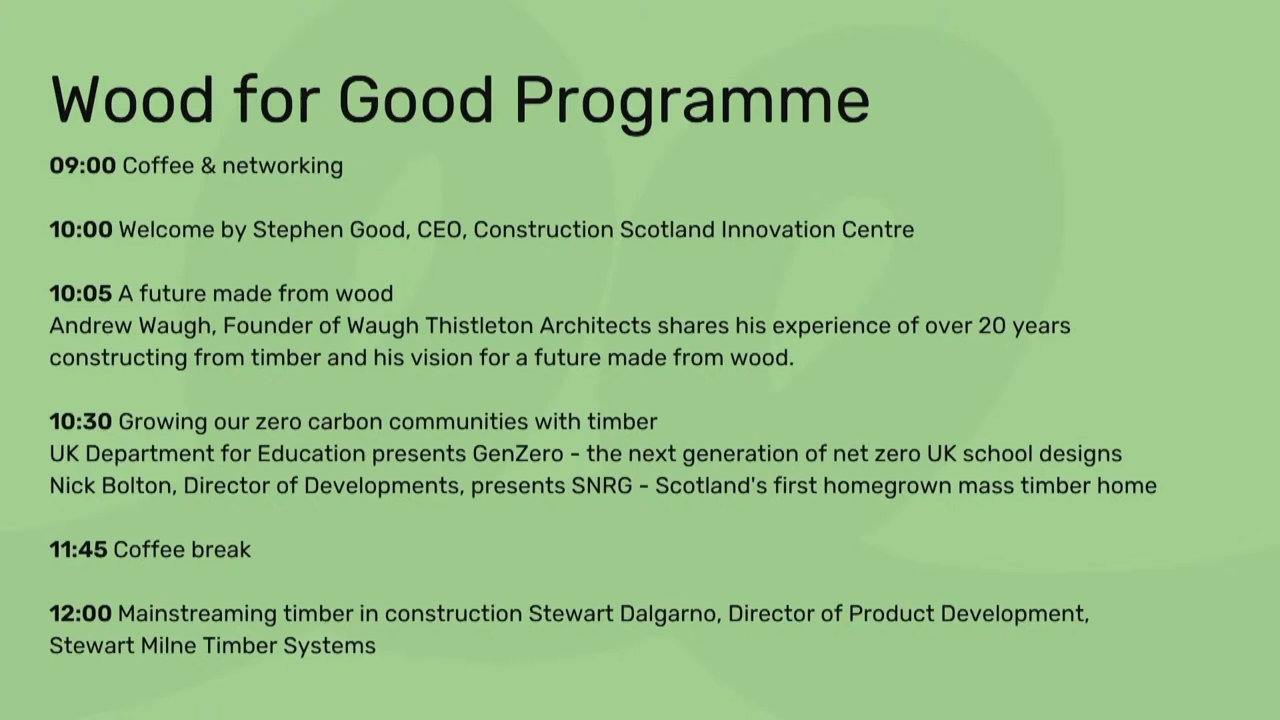 Wood for Good Programme
09:00 Coffee & networking
10:00 Welcome by Stephen Good, CEO, Construction Scotland Innovation Centre
10:05 A future made from wood
Andrew Waugh, Founder of Waugh Thistleton Architects shares his experience of over 20 years
constructing from timber and his vision for a future made from wood.
10:30 Growing our zero carbon communities with timber
UK Department for Education presents GenZero - the next generation of net zero UK school designs
Nick Bolton, Director of Developments, presents SNRG - Scotland's first homegrown mass timber home
11:45 Coffee break
12:00 Mainstreaming timber in construction Stewart Dalgarno, Director of Product Development,
Stewart Milne Timber Systems